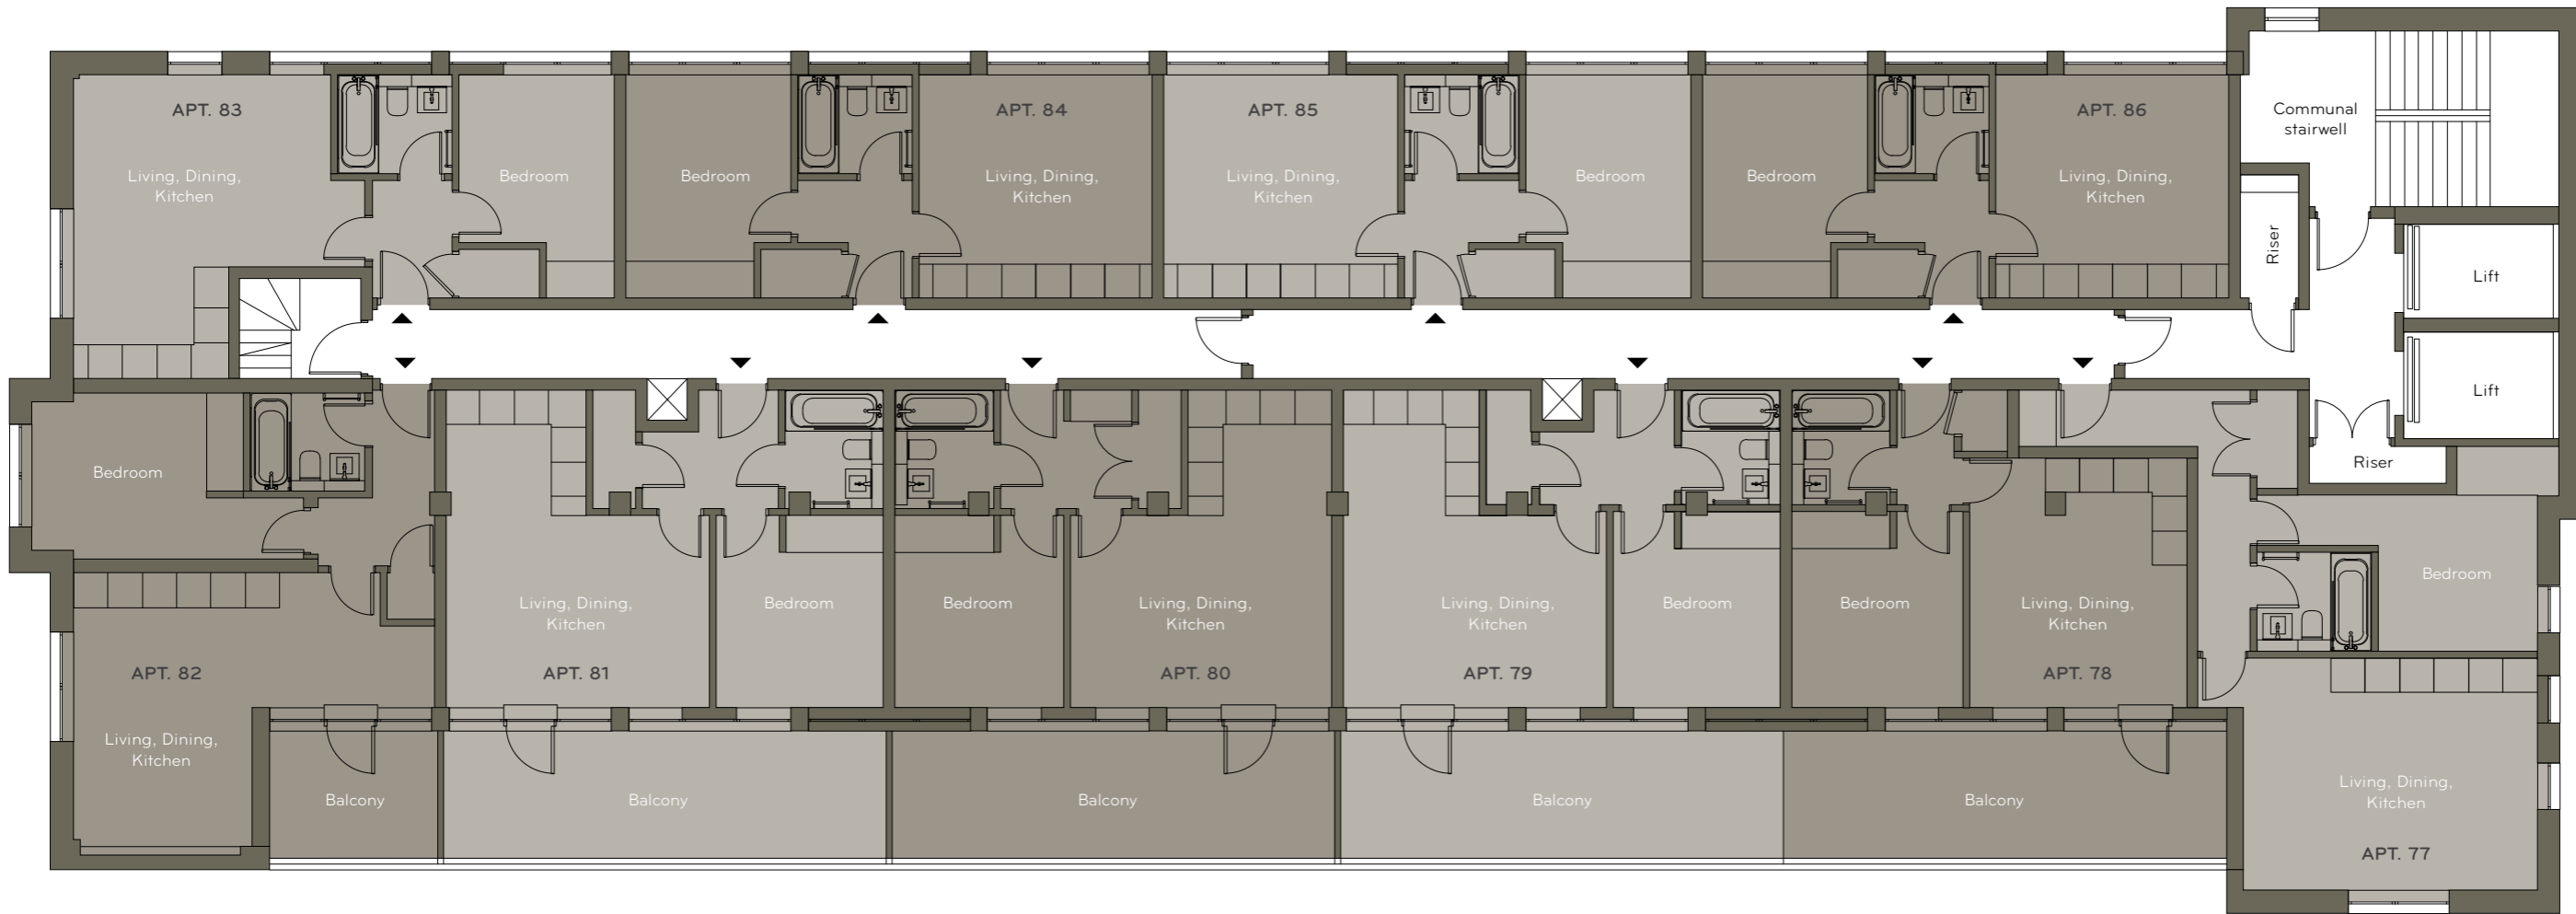 Communal
stairwell
APT. 83
APT. 84
APT. 85
APT. 86
Living, Dining,
Kitchen
Bedroom
Bedroom
Living, Dining,
Kitchen
Living, Dining,
Kitchen
Bedroom
Bedroom
Living, Dining,
Kitchen
Riser
Lift
Lift
Riser
Bedroom
Bedroom
Living, Dining,
Kitchen
Bedroom
Bedroom
Living, Dining,
Kitchen
Living, Dining,
Kitchen
Bedroom
Bedroom
Living, Dining,
Kitchen
APT. 82
APT. 81
APT. 80
APT. 79
APT. 78
Living, Dining,
Kitchen
Balcony
Balcony
Balcony
Balcony
Balcony
Living, Dining,
Kitchen
APT. 77